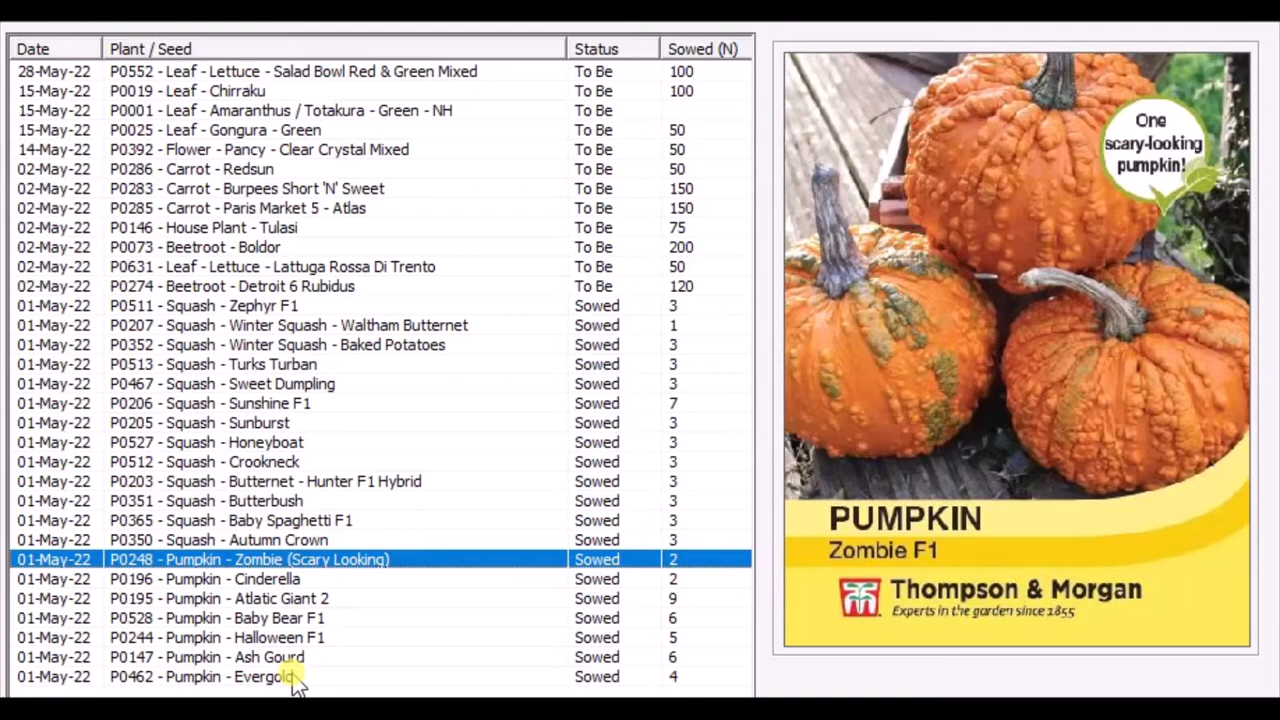 Date Plant / Seed Status Sowed (N)
28-May-22 P0552 - Leaf - Lettuce - Salad Bowl Red & Green Mixed To Be 100
15-May-22 P0019 - Leaf - Chirraku To Be 100
15-May-22 P0001 - Leaf - Amaranthus / Totakura - Green - NH To Be
15-May-22 P0025 - Leaf - Gongura - Green To Be 50
14-May-22 P0392 - Flower - Pancy - Clear Crystal Mixed To Be 50
02-May-22 P0286 - Carrot - Redsun To Be 50
02-May-22 P0283 - Carrot - Burpees Short 'N' Sweet To Be 150
02-May-22 P0285 - Carrot - Paris Market 5 - Atlas To Be 150
02-May-22 P0146 - House Plant - Tulasi To Be 75
02-May-22 P0073 - Beetroot - Boldor To Be 200
02-May-22 P0631 - Leaf - Lettuce - Lattuga Rossa Di Trento To Be 50
02-May-22 P0274 - Beetroot - Detroit 6 Rubidus To Be 120
01-May-22 P0511 - Squash - Zephyr F1 Sowed 3
01-May-22 P0207 - Squash - Winter Squash - Waltham Butternet Sowed 1
01-May-22 P0352 - Squash - Winter Squash - Baked Potatoes Sowed 3
01-May-22 P0513 - Squash - Turks Turban Sowed 3
01-May-22 P0467 - Squash - Sweet Dumpling Sowed 3
01-May-22 P0206 - Squash - Sunshine F1 Sowed 7
01-May-22 P0205 - Squash - Sunburst Sowed 3
01-May-22 P0527 - Squash - Honeyboat Sowed 3
01-May-22 P0512 - Squash - Crookneck Sowed 3
01-May-22 P0203 - Squash - Butternet - Hunter F1 Hybrid Sowed 3
01-May-22 P0351 - Squash - Butterbush Sowed 3
01-May-22 P0365 - Squash - Baby Spaghetti F1 Sowed 3
01-May-22 P0350 - Squash - Autumn Crown Sowed 3
01-May-22 P0248 - Pumpkin - Zombie (Scary Looking) Sowed 2
01-May-22 P0196 - Pumpkin - Cinderella Sowed 2
01-May-22 P0195 - Pumpkin - Atlatic Giant 2 Sowed 9
01-May-22 P0528 - Pumpkin - Baby Bear F1 Sowed 6
01-May-22 P0244 - Pumpkin - Halloween F1 Sowed 5
01-May-22 P0147 - Pumpkin - Ash Gourd Sowed 6
01-May-22 P0462 - Pumpkin - Evergold Sowed 4
One
scary-looking
pumpkin!
PUMPKIN
Zombie F1
Thompson & Morgan
Experts in the garden since 1855